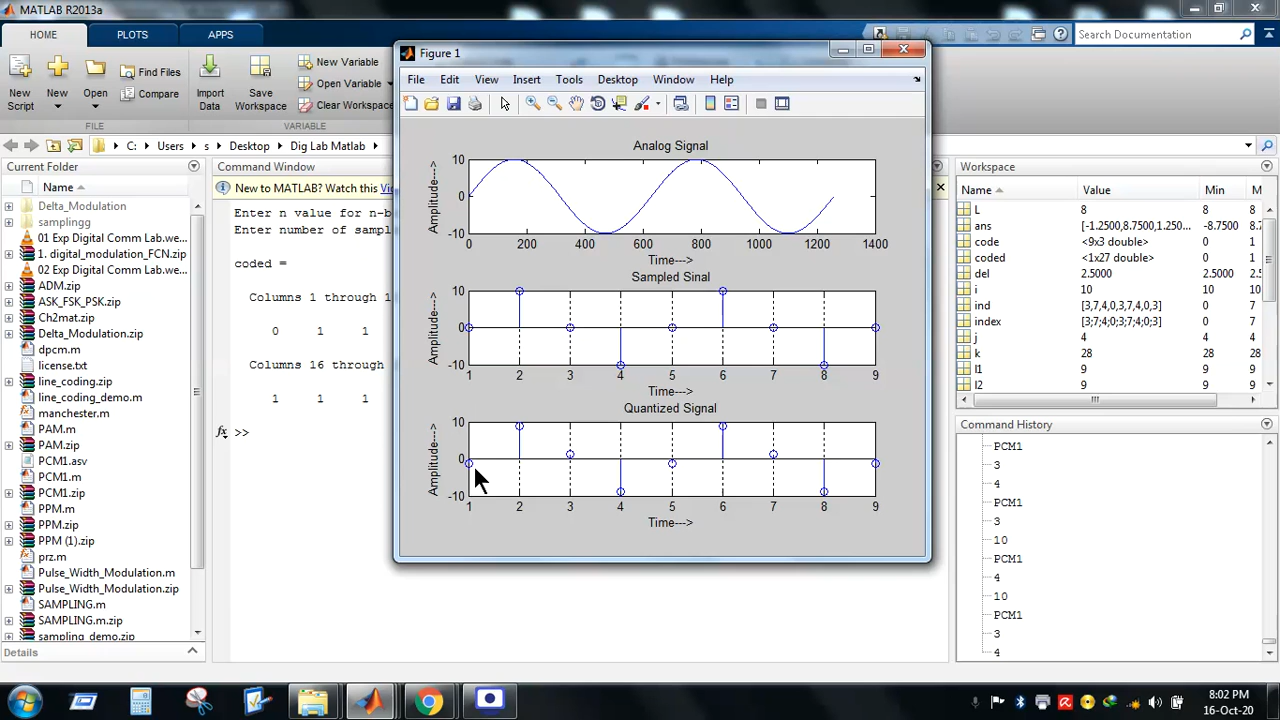 MATLAB R2013a
HOME
PLOTS
APPS
Search Documentation
New Script
New
Open
Find Files
Compare
Import Data
Save Workspace
New Variable
Open Variable
Clear Workspace
FILE
VARIABLE
C:
Users
s
Desktop
Dig Lab Matlab
Current Folder
Name
Delta_Modulation
samplingg
01 Exp Digital Comm Lab.we...
1. digital_modulation_FCN.zip
02 Exp Digital Comm Lab.we...
ADM.zip
ASK_FSK_PSK.zip
Ch2mat.zip
Delta_Modulation.zip
dpcm.m
license.txt
line_coding.zip
line_coding_demo.m
manchester.m
PAM.m
PAM.zip
PCM1.asv
PCM1.m
PCM1.zip
PPM.m
PPM.zip
PPM (1).zip
prz.m
Pulse_Width_Modulation.m
Pulse_Width_Modulation.zip
SAMPLING.m
SAMPLING.m.zip
sampling_demo.zip
Details
Command Window
New to MATLAB? Watch this
Enter n value for n-b
Enter number of sampl
coded =
Columns 1 through 1
0 1 1
Columns 16 through
1 1 1
fx >>
Figure 1
File Edit View Insert Tools Desktop Window Help
Analog Signal
Amplitude--->
10
0
-10
0 200 400 600 800 1000 1200 1400
Time--->
Sampled Sinal
Amplitude--->
10
0
-10
1 2 3 4 5 6 7 8 9
Time--->
Quantized Signal
Amplitude--->
10
0
-10
1 2 3 4 5 6 7 8 9
Time--->
Workspace
Name Value Min
L 8 8
ans [-1.2500,8.7500,1.250... -8.7500
code <9x3 double> 0 1
coded <1x27 double> 0 1
del 2.5000 2.5000
i 10 10
ind [3,7,4,0,3,7,4,0,3] 0 7
index [3;7;4;0;3;7;4;0;3] 0 7
j 4 4 4
k 28 28 28
l1 9 9 9
l2 9 9 9
Command History
PCM1
3
4
PCM1
3
10
PCM1
4
10
PCM1
3
4
8:02 PM
16-Oct-20